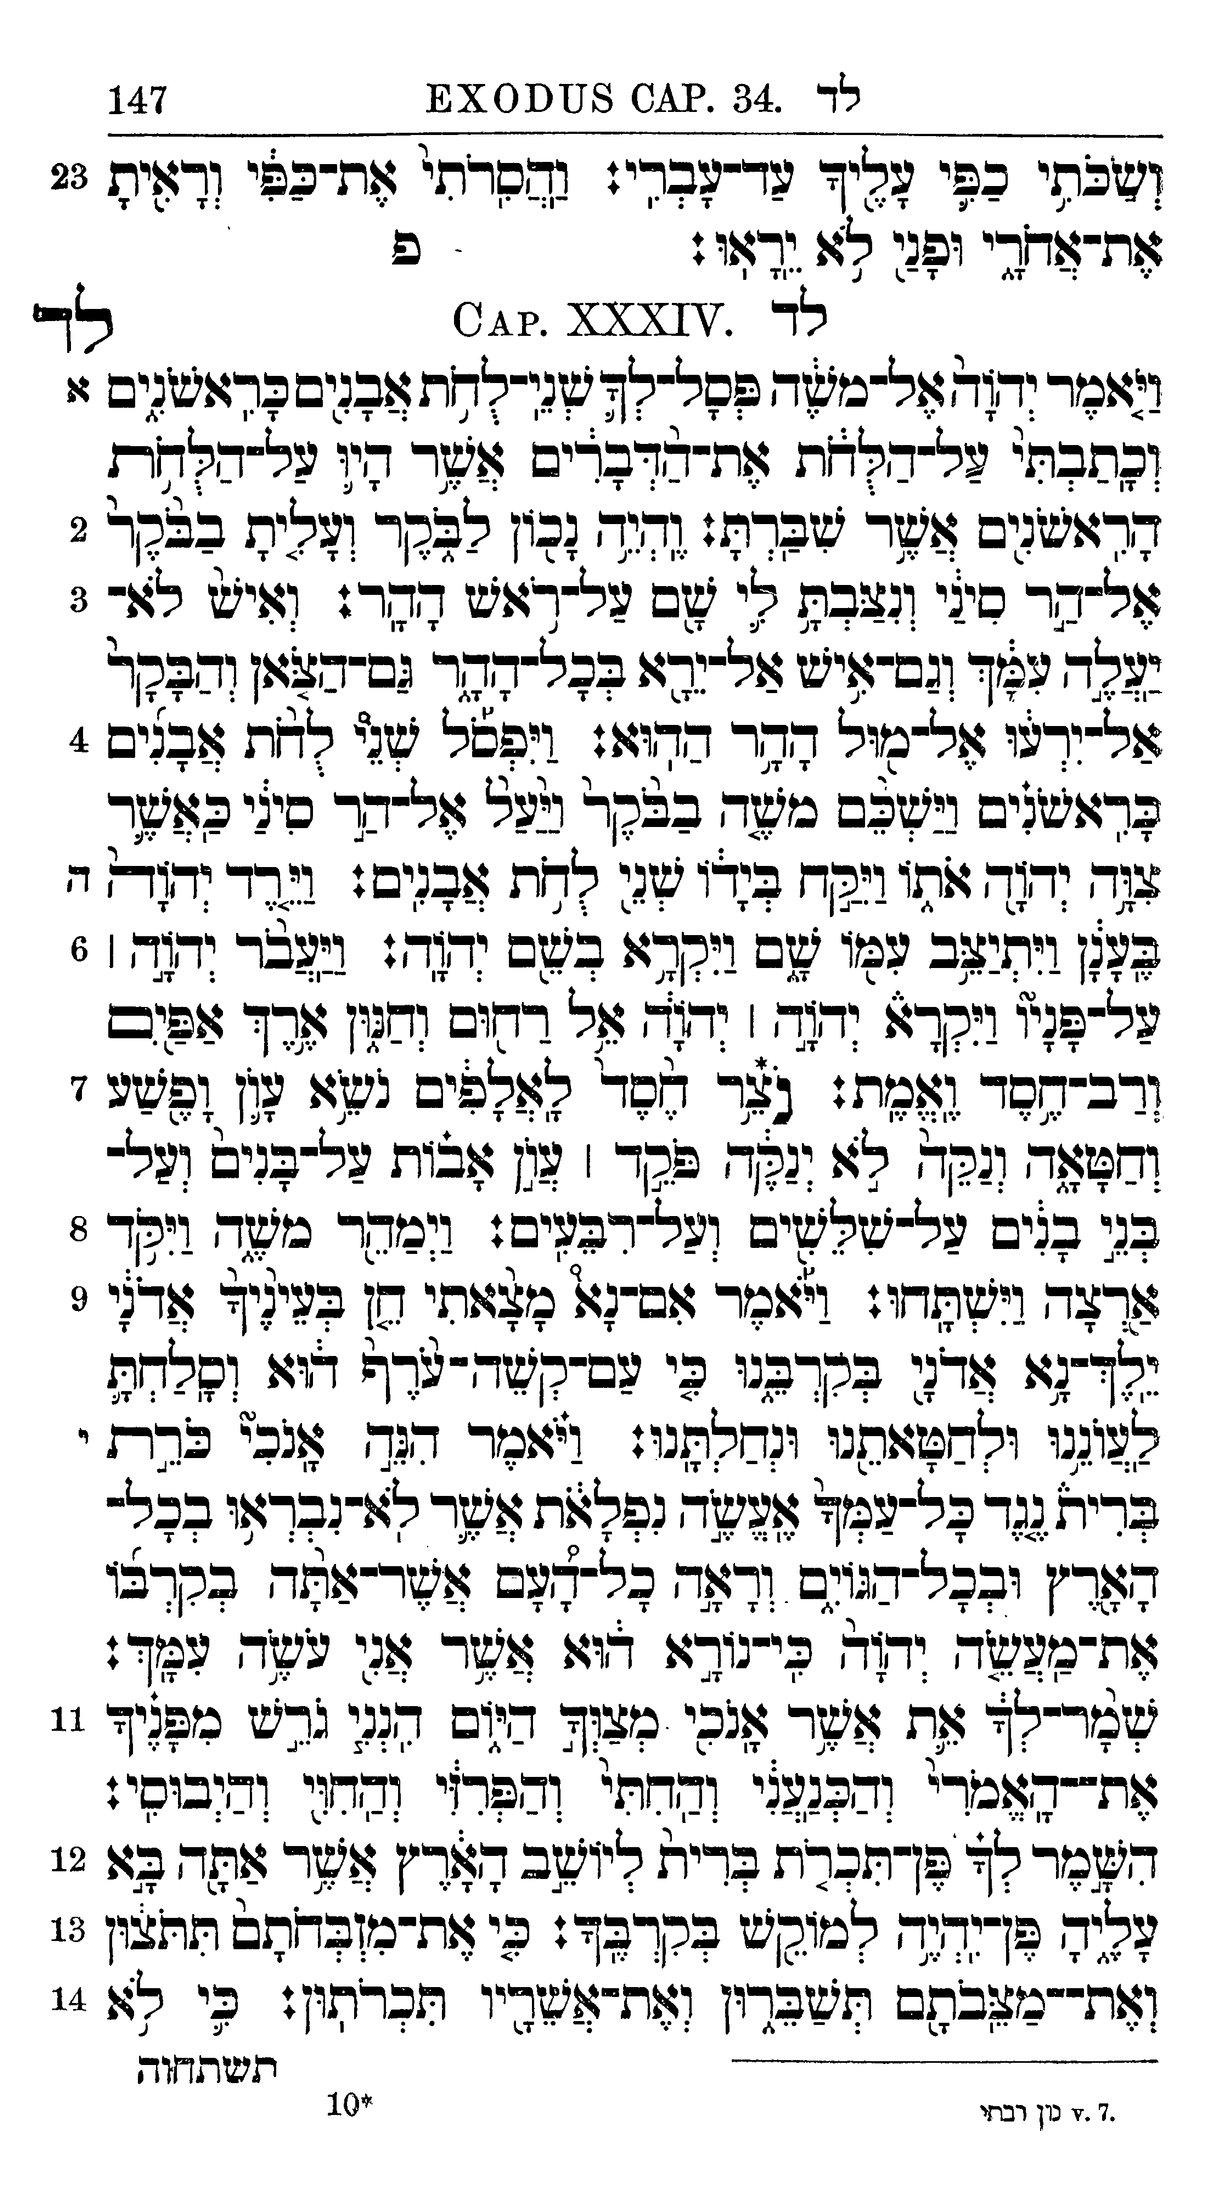 147 EXODUS CAP. 34. לד
וְשַׂכֹּתִ֥י כַפִּ֛י עָלֶ֖יךָ עַד־עָבְרִֽי׃ וַהֲסִרֹתִי֙ אֶת־כַּפִּ֔י וְרָאִ֖יתָ 23
אֶת־אֲחֹרָ֑י וּפָנַ֖י לֹ֥א יֵרָאֽוּ׃ פ
לד CAP. XXXIV. לד
וַיֹּ֤אמֶר יְהוָֹה֙ אֶל־מֹשֶׁ֔ה פְּסָל־לְךָ֛ שְׁנֵֽי־לֻחֹ֥ת אֲבָנִ֖ים כָּרִֽאשֹׁנִ֑ים א
וְכָתַבְתִּי֙ עַל־הַלֻּחֹ֔ת אֶת־הַ֨דְּבָרִ֔ים אֲשֶׁ֥ר הָי֛וּ עַל־הַלֻּחֹ֥ת
הָרִֽאשֹׁנִ֖ים אֲשֶׁ֥ר שִׁבַּֽרְתָּ׃ וֶהְיֵ֥ה נָכ֖וֹן לַבֹּ֑קֶר וְעָלִ֤יתָ בַבֹּ֙קֶר֙ 2
אֶל־הַ֣ר סִינַ֔י וְנִצַּבְתָּ֥ לִ֛י שָׁ֖ם עַל־רֹ֥אשׁ הָהָֽר׃ וְאִישׁ֙ לֹא־ 3
יַעֲלֶ֣ה עִמָּ֔ךְ וְגַם־אִ֥ישׁ אַל־יֵרָ֖א בְּכָל־הָהָ֑ר גַּם־הַצֹּ֤אן וְהַבָּקָר֙
אַל־יִרְע֔וּ אֶל־מ֖וּל הָהָ֥ר הַהֽוּא׃ וַיִּפְסֹ֡ל שְׁנֵֽי֩ לֻחֹ֨ת אֲבָנִ֜ים 4
כָּרִֽאשֹׁנִ֗ים וַיַּשְׁכֵּ֨ם מֹשֶׁ֤ה בַבֹּ֙קֶר֙ וַיַּ֙עַל֙ אֶל־הַ֣ר סִינַ֔י כַּֽאֲשֶׁ֛ר
צִוָּ֥ה יְהוָֹ֖ה אֹת֑וֹ וַיִּקַּ֣ח בְּיָד֔וֹ שְׁנֵ֖י לֻחֹ֥ת אֲבָנִֽים׃ וַיֵּ֤רֶד יְהוָֹה֙ ה
בֶּֽעָנָ֔ן וַיִּתְיַצֵּ֥ב עִמּ֖וֹ שָׁ֑ם וַיִּקְרָ֥א בְשֵׁ֖ם יְהוָֹֽה׃ וַיַּֽעֲבֹ֨ר יְהוָֹ֥ה ׀ 6
עַל־פָּנָיו֮ וַיִּקְרָא֒ יְהוָֹ֣ה ׀ יְהוָֹ֔ה אֵ֥ל רַח֖וּם וְחַנּ֑וּן אֶ֥רֶךְ אַפַּ֖יִם
וְרַב־חֶ֥סֶד וֶֽאֱמֶֽת׃ *נֹצֵ֥ר חֶ֙סֶד֙ לָֽאֲלָפִ֔ים נֹשֵׂ֥א עָוֹ֛ן וָפֶ֖שַׁע 7
וְחַטָּאָ֑ה וְנַקֵּה֙ לֹ֣א יְנַקֶּ֔ה פֹּקֵ֣ד ׀ עֲוֹ֣ן אָב֗וֹת עַל־בָּנִים֙ וְעַל־
בְּנֵ֣י בָנִ֔ים עַל־שִׁלֵּשִׁ֖ים וְעַל־רִבֵּעִֽים׃ וַיְמַהֵ֖ר מֹשֶׁ֑ה וַיִּקֹּ֥ד 8
אַ֖רְצָה וַיִּשְׁתָּֽחוּ׃ וַיֹּ֡אמֶר אִם־נָא֩ מָצָ֨אתִי חֵ֤ן בְּעֵינֶ֙יךָ֙ אֲדֹנָ֔י 9
יֵֽלֶךְ־נָ֥א אֲדֹנָ֖י בְּקִרְבֵּ֑נוּ כִּ֤י עַם־קְשֵׁה־עֹ֙רֶף֙ ה֔וּא וְסָֽלַחְתָּ֛
לַעֲוֹנֵ֥נוּ וּלְחַטָּאתֵ֖נוּ וּנְחַלְתָּֽנוּ׃ וַיֹּ֗אמֶר הִנֵּ֣ה אָֽנֹכִי֮ כֹּרֵ֣ת י
בְּרִית֒ נֶ֤גֶד כָּל־עַמְּךָ֙ אֶֽעֱשֶׂ֣ה נִפְלָאֹ֔ת אֲשֶׁ֛ר לֹֽא־נִבְרְא֥וּ בְכָל־
הָאָ֖רֶץ וּבְכָל־הַגּוֹיִ֑ם וְרָאָ֣ה כָל־הָ֠עָם אֲשֶׁר־אַתָּ֨ה בְקִרְבּ֜וֹ
אֶת־מַֽעֲשֵׂ֤ה יְהוָֹה֙ כִּֽי־נוֹרָ֣א ה֔וּא אֲשֶׁ֥ר אֲנִ֖י עֹשֶׂ֥ה עִמָּֽךְ׃
שְׁמָ֨ר־לְךָ֔ אֵ֛ת אֲשֶׁ֥ר אָנֹכִ֖י מְצַוְּךָ֣ הַיּ֑וֹם הִנְנִ֧י גֹרֵ֣שׁ מִפָּנֶ֗יךָ 11
אֶת־הָאֱמֹרִי֙ וְהַֽכְּנַעֲנִ֔י וְהַחִתִּי֙ וְהַפְּרִזִּ֔י וְהַחִוִּ֖י וְהַיְבוּסִֽי׃
הִשָּׁ֣מֶר לְךָ֗ פֶּן־תִּכְרֹ֤ת בְּרִית֙ לְיוֹשֵׁ֣ב הָאָ֔רֶץ אֲשֶׁ֥ר אַתָּ֖ה בָּ֣א 12
עָלֶ֑יהָ פֶּן־יִהְיֶ֥ה לְמוֹקֵ֖שׁ בְּקִרְבֶּֽךָ׃ כִּ֤י אֶת־מִזְבְּחֹתָם֙ תִּתֹּצ֔וּן 13
וְאֶת־מַצֵּבֹתָ֖ם תְּשַׁבֵּר֑וּן וְאֶת־אֲשֵׁרָ֖יו תִּכְרֹתֽוּן׃ כִּ֛י לֹ֥א 14
תשתחוה
10*
v. 7. נון רבתי